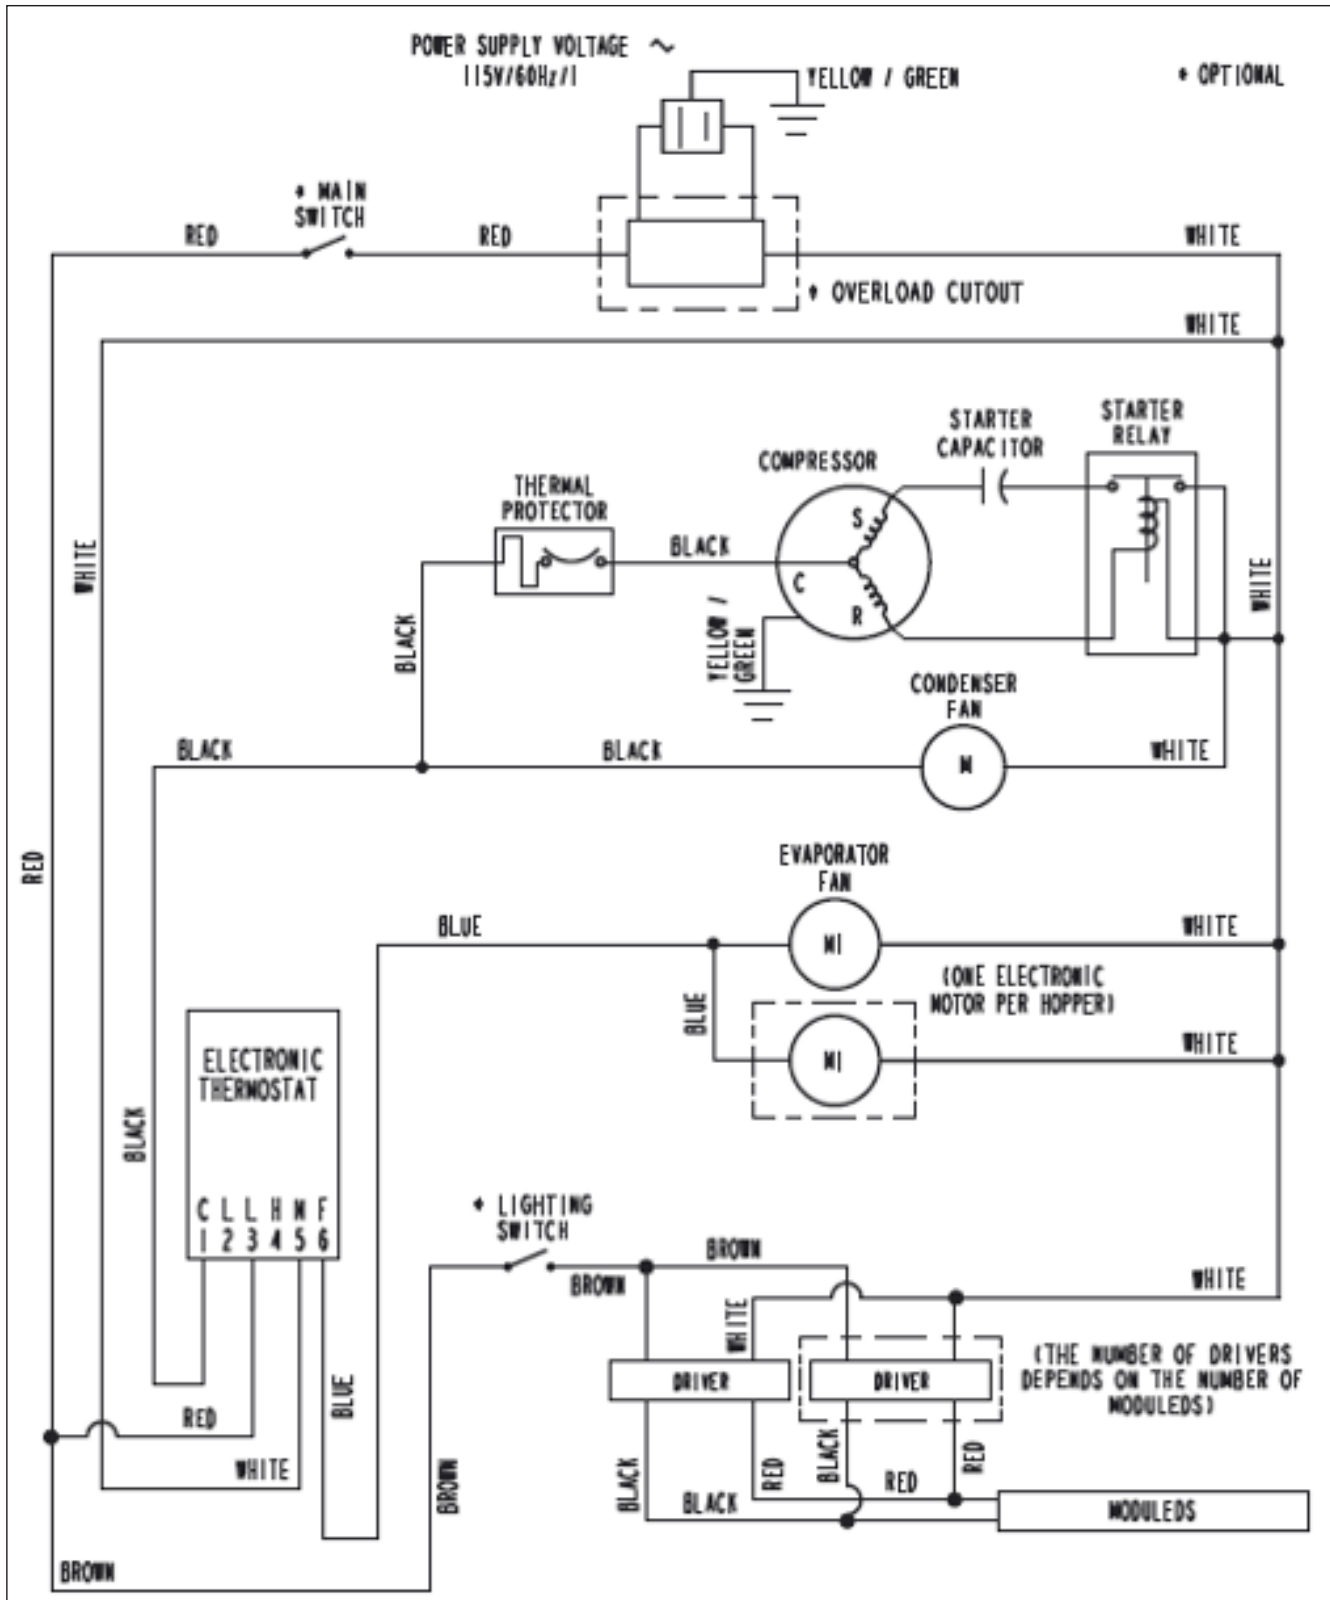 POWER SUPPLY VOLTAGE ~
115V/60Hz/1
YELLOW / GREEN
* OPTIONAL
* MAIN
SWITCH
RED
RED
WHITE
* OVERLOAD CUTOUT
WHITE
STARTER
CAPACITOR
STARTER
RELAY
COMPRESSOR
THERMAL
PROTECTOR
BLACK
S
C
R
WHITE
WHITE
BLACK
YELLOW /
GREEN
CONDENSER
FAN
BLACK
BLACK
M
WHITE
RED
EVAPORATOR
FAN
BLUE
M1
WHITE
(ONE ELECTRONIC
MOTOR PER HOPPER)
BLUE
M1
WHITE
ELECTRONIC
THERMOSTAT
BLACK
C L L H N F
1 2 3 4 5 6
* LIGHTING
SWITCH
BROWN
BROWN
WHITE
WHITE
DRIVER
DRIVER
(THE NUMBER OF DRIVERS
DEPENDS ON THE NUMBER OF
MODULEDS)
BLUE
RED
WHITE
BROWN
BLACK
RED
BLACK
RED
RED
BLACK
MODULEDS
BROWN